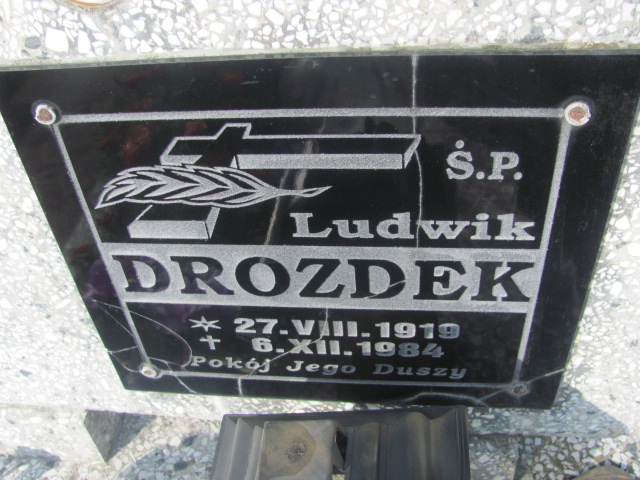 Ś.P.
Ludwik
DROZDEK
* 27.VIII.1919
† 6.XII.1984
Pokój Jego Duszy